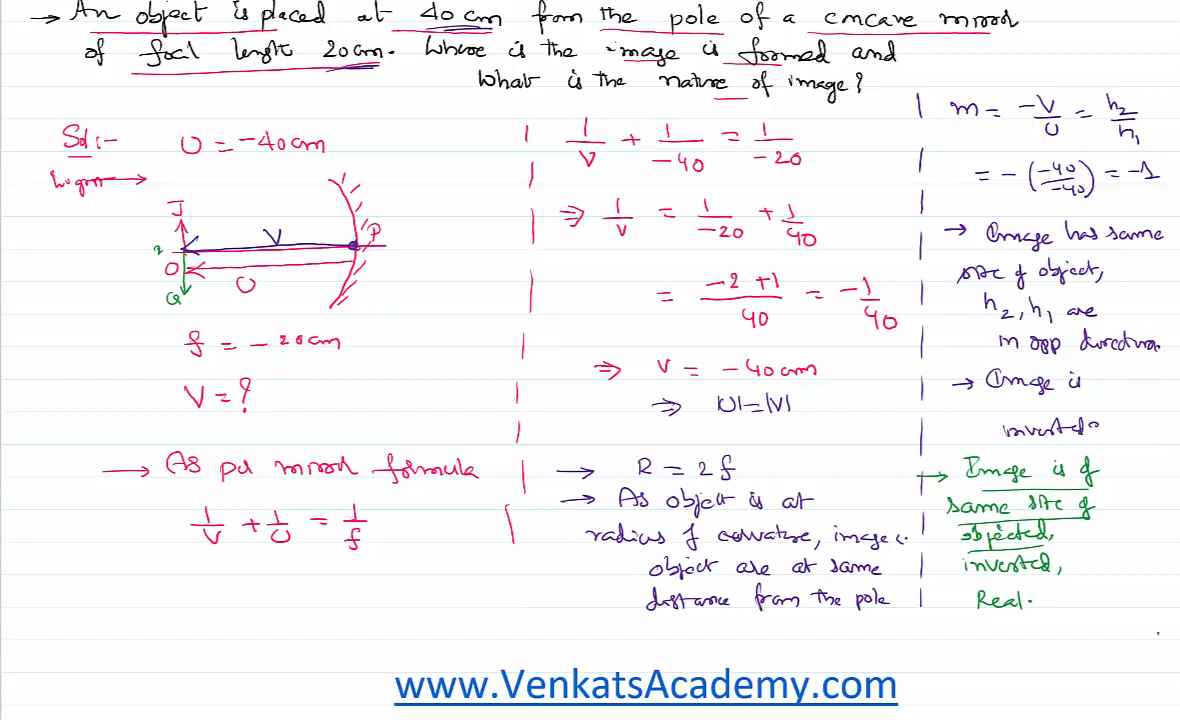 → An object is placed at 40 cm from the pole of a concave mirror
of focal length 20cm. Where is the image is formed and
What is the nature of image?
Sol :-
U = -40cm
J
2
O
G
V
P
U
f = - 20cm
V = ?
→ As per mirror formula
1/V + 1/U = 1/f
1/V + 1/-40 = 1/-20
⇒ 1/V = 1/-20 + 1/40
= -2 +1/40 = -1/40
⇒ V = -40cm
⇒ |U|=|V|
→ R = 2f
→ As object is at
radius of curvature, image &
object are at same
distance from the pole
m = -V/U = h2/h1
= - (-40/-40) = -1
→ Image has same
size of object,
h2, h1 are
in opp direction.
→ Image is
inverted.
→ Image is of
same size of
objected,
inverted,
Real.
www.VenkatsAcademy.com